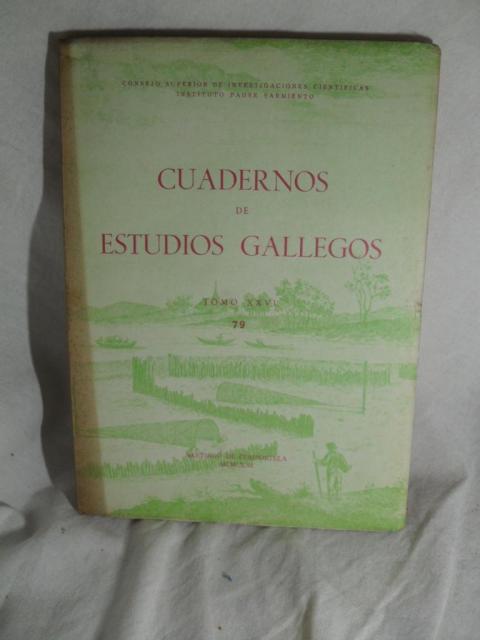 CONSEJO SUPERIOR DE INVESTIGACIONES CIENTIFICAS
INSTITUTO PADRE SARMIENTO
CUADERNOS
DE
ESTUDIOS GALLEGOS
TOMO XXVI
79
SANTIAGO DE COMPOSTELA